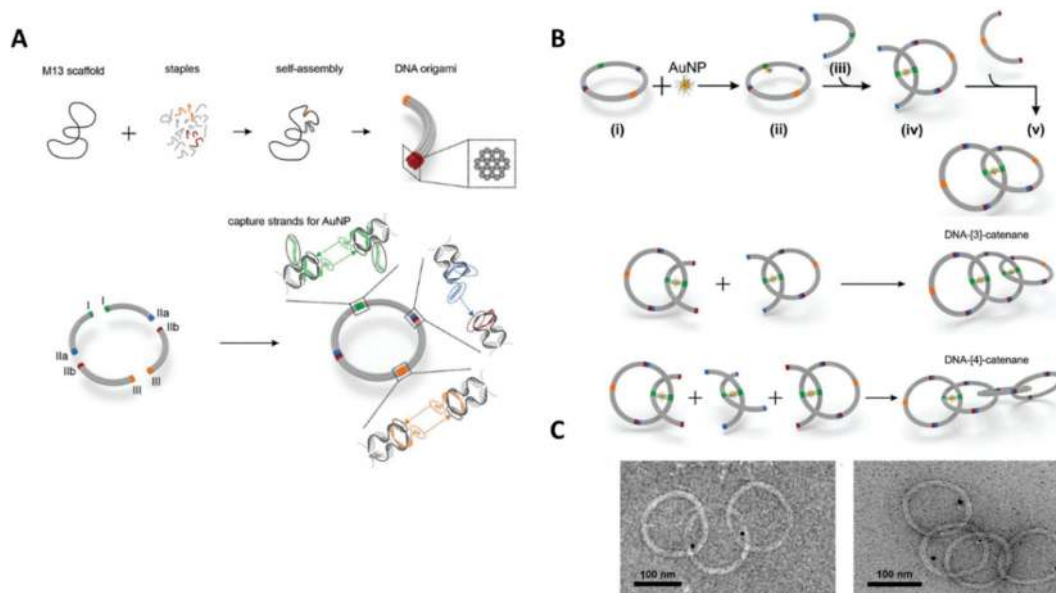 A
M13 scaffold
staples
self-assembly
DNA origami
+
capture strands for AuNP
I
I
IIa
IIb
IIa
IIb
III
III
B
AuNP
+
(i)
(ii)
(iii)
(iv)
(v)
DNA-[3]-catenane
+
DNA-[4]-catenane
+
+
C
100 nm
100 nm